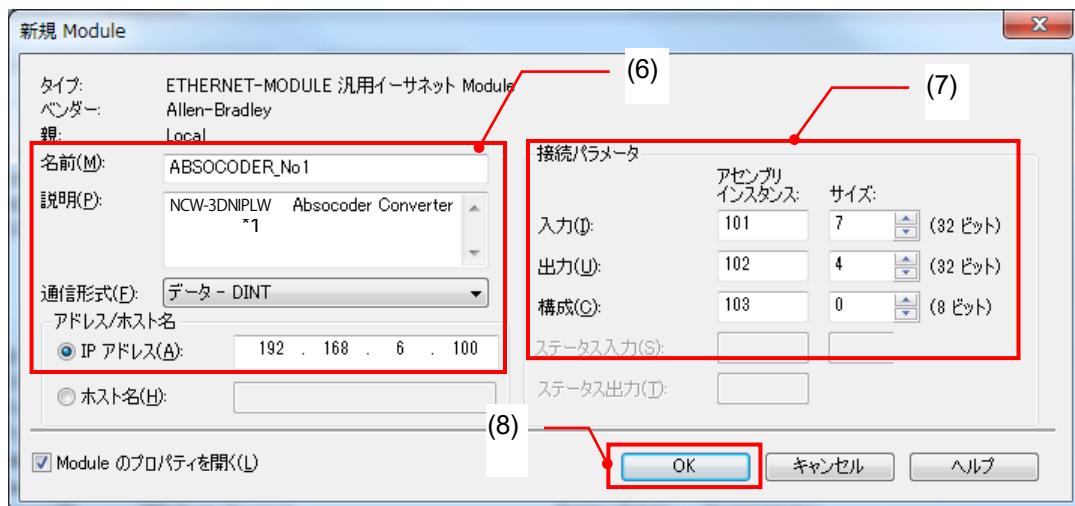 新規 Module
タイプ: ETHERNET-MODULE 汎用イーサネット Module
ベンダー: Allen-Bradley
親: Local
(6)
(7)
名前(M): ABSOCODER_No1
説明(P): NCW-3DNIPLW Absocoder Converter
*1
通信形式(F): データ - DINT
アドレス/ホスト名
IP アドレス(A): 192 . 168 . 6 . 100
ホスト名(H):
接続パラメータ
アセンブリ
インスタンス: サイズ:
入力(I): 101 7 (32 ビット)
出力(U): 102 4 (32 ビット)
構成(C): 103 0 (8 ビット)
ステータス入力(S):
ステータス出力(T):
(8)
Module のプロパティを開く(L)
OK キャンセル ヘルプ